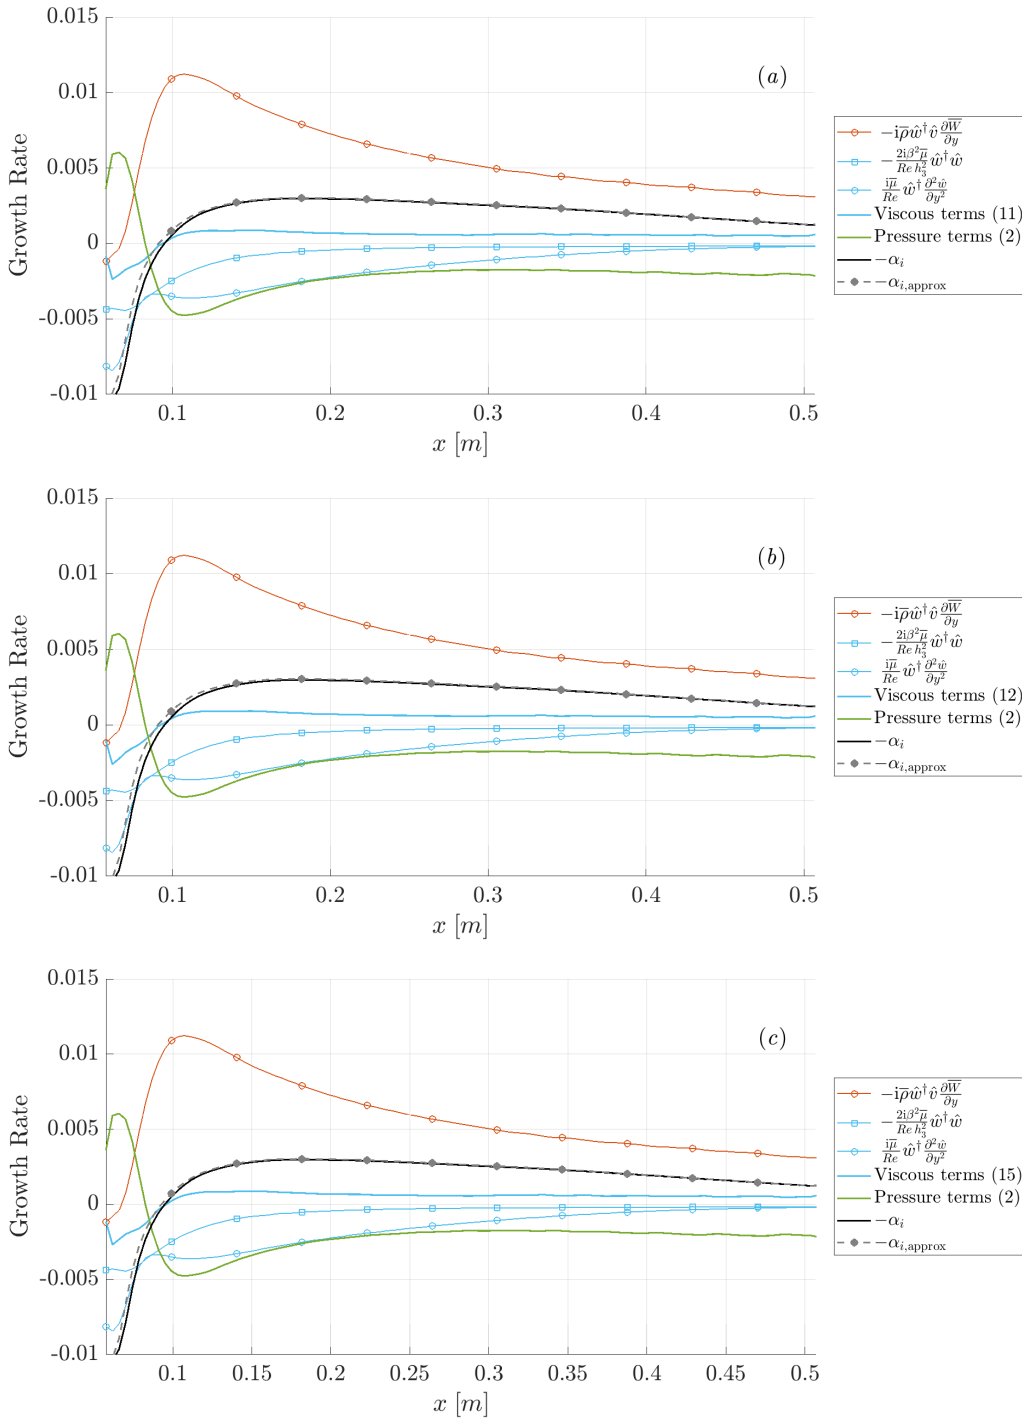 0.015
(a)
0.01
0.005
0
-0.005
-0.01
Growth Rate
0.1 0.2 0.3 0.4 0.5
x [m]
−iρ̅ŵ†v̂ ∂W̅/∂y
−2iβ²μ̅/(Re h₃²) ŵ†ŵ
iμ̅/Re ŵ† ∂²ŵ/∂y²
Viscous terms (11)
Pressure terms (2)
−αᵢ
−αᵢ,approx
0.015
(b)
0.01
0.005
0
-0.005
-0.01
Growth Rate
0.1 0.2 0.3 0.4 0.5
x [m]
−iρ̅ŵ†v̂ ∂W̅/∂y
−2iβ²μ̅/(Re h₃²) ŵ†ŵ
iμ̅/Re ŵ† ∂²ŵ/∂y²
Viscous terms (12)
Pressure terms (2)
−αᵢ
−αᵢ,approx
0.015
(c)
0.01
0.005
0
-0.005
-0.01
Growth Rate
0.1 0.15 0.2 0.25 0.3 0.35 0.4 0.45 0.5
x [m]
−iρ̅ŵ†v̂ ∂W̅/∂y
−2iβ²μ̅/(Re h₃²) ŵ†ŵ
iμ̅/Re ŵ† ∂²ŵ/∂y²
Viscous terms (15)
Pressure terms (2)
−αᵢ
−αᵢ,approx